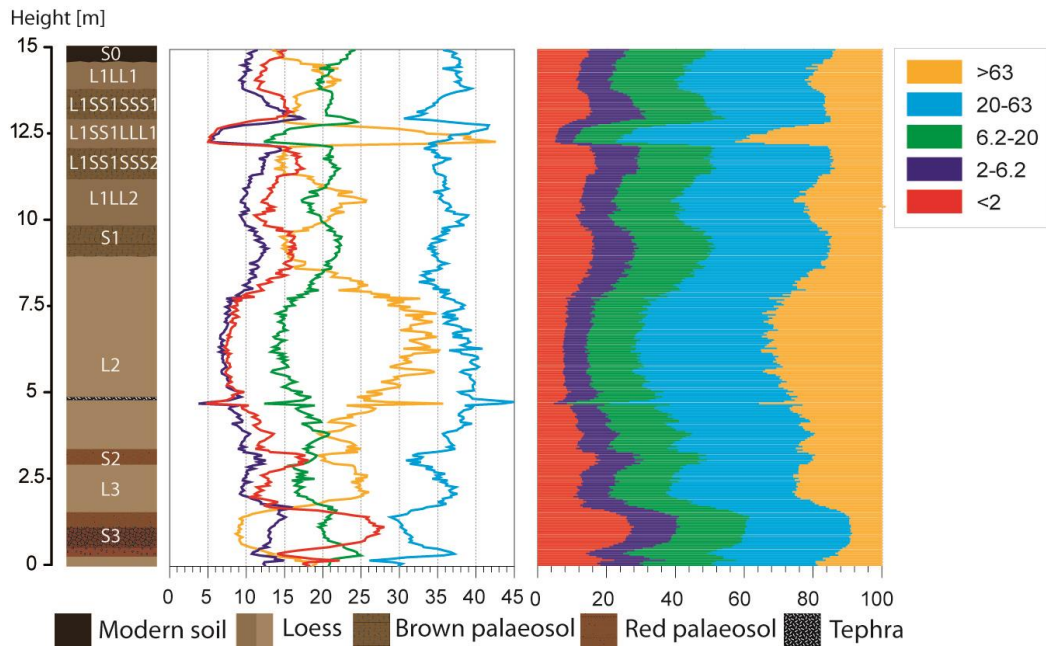 Height [m]
15
12.5
10
7.5
5
2.5
0
S0
L1LL1
L1SS1SSS1
L1SS1LLL1
L1SS1SSS2
L1LL2
S1
L2
S2
L3
S3
0 5 10 15 20 25 30 35 40 45
0 20 40 60 80 100
>63
20-63
6.2-20
2-6.2
<2
Modern soil Loess Brown palaeosol Red palaeosol Tephra